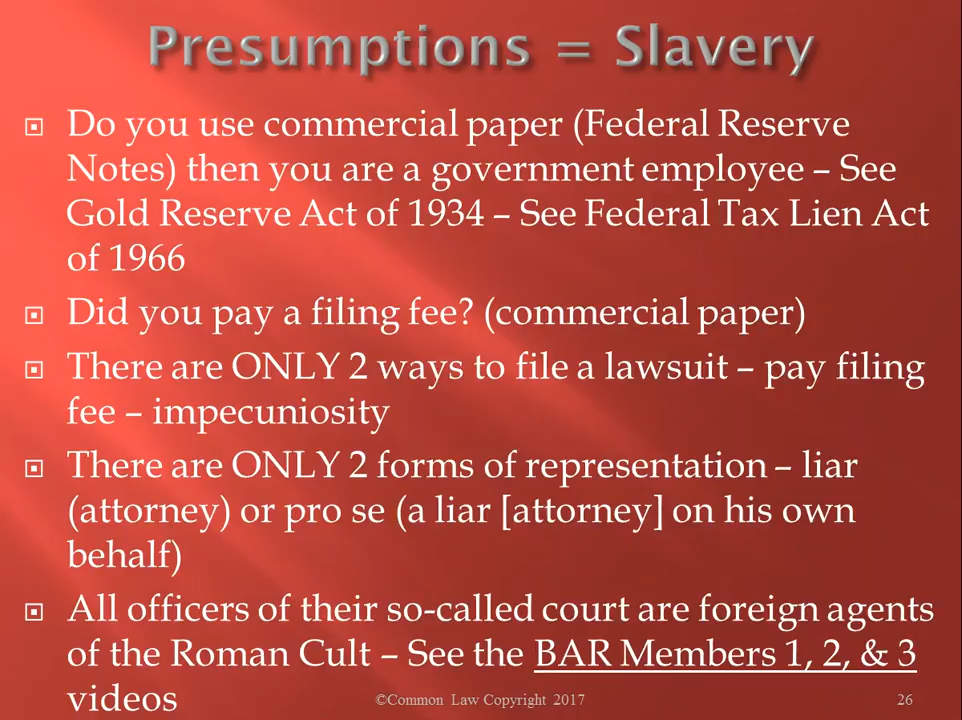 Presumptions = Slavery
Do you use commercial paper (Federal Reserve
Notes) then you are a government employee – See
Gold Reserve Act of 1934 – See Federal Tax Lien Act
of 1966
Did you pay a filing fee? (commercial paper)
There are ONLY 2 ways to file a lawsuit – pay filing
fee – impecuniosity
There are ONLY 2 forms of representation – liar
(attorney) or pro se (a liar [attorney] on his own
behalf)
All officers of their so-called court are foreign agents
of the Roman Cult – See the BAR Members 1, 2, & 3
videos
©Common Law Copyright 2017
26